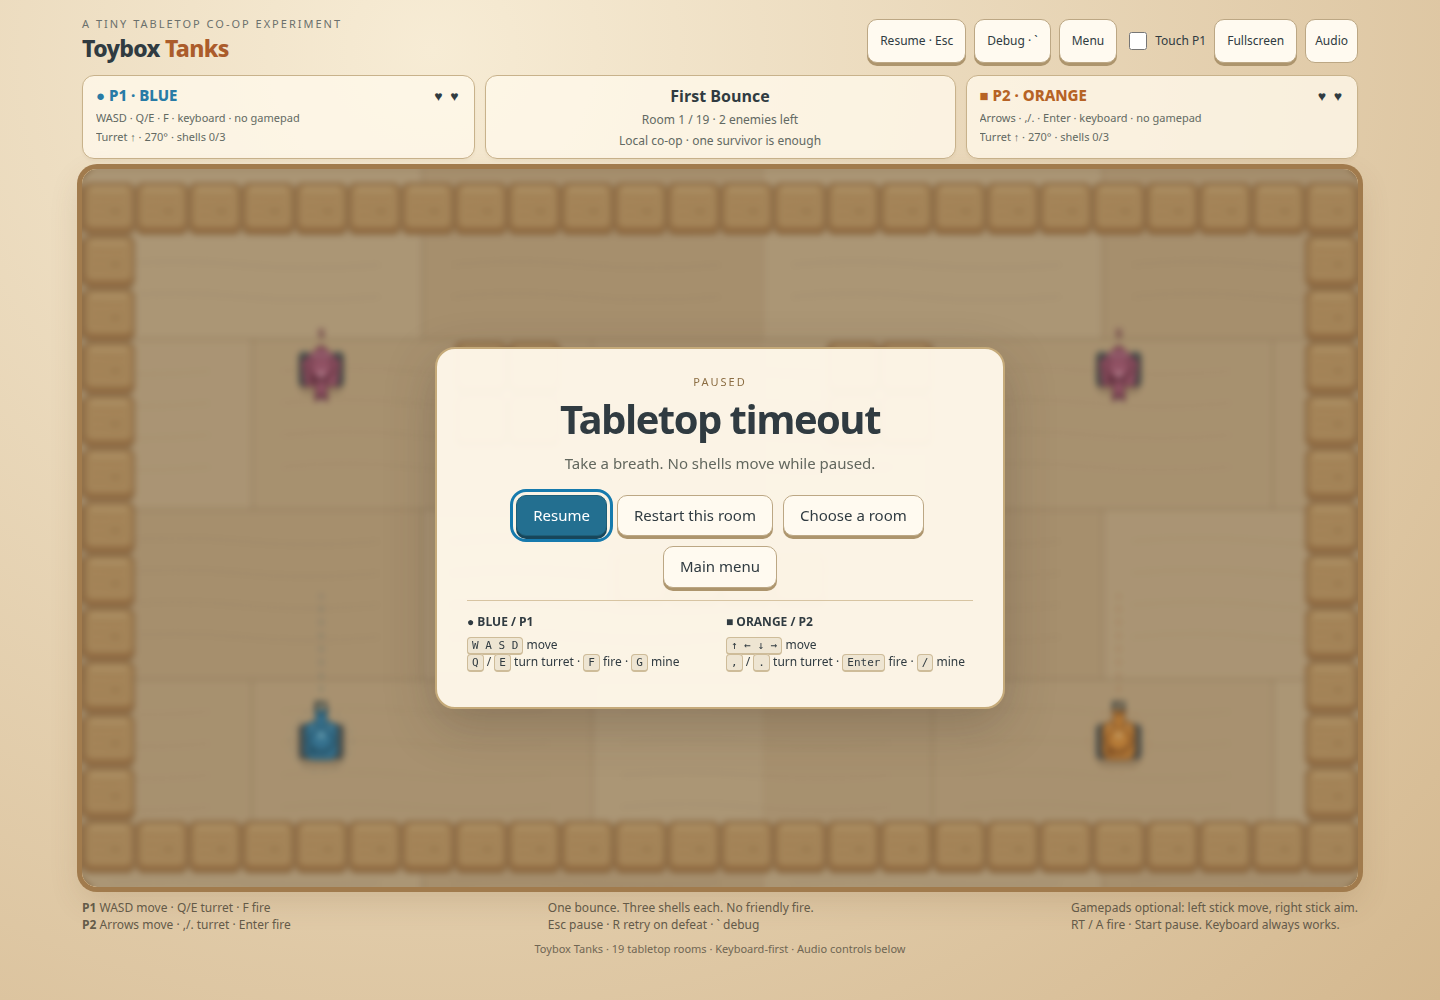 A TINY TABLETOP CO-OP EXPERIMENT
Toybox Tanks
Resume · Esc
Debug · `
Menu
Touch P1
Fullscreen
Audio
● P1 · BLUE ♥ ♥
WASD · Q/E · F · keyboard · no gamepad
Turret ↑ · 270° · shells 0/3
First Bounce
Room 1 / 19 · 2 enemies left
Local co-op · one survivor is enough
■ P2 · ORANGE ♥ ♥
Arrows · ,/. · Enter · keyboard · no gamepad
Turret ↑ · 270° · shells 0/3
PAUSED
Tabletop timeout
Take a breath. No shells move while paused.
Resume
Restart this room
Choose a room
Main menu
● BLUE / P1
W A S D move
Q / E turn turret · F fire · G mine
■ ORANGE / P2
↑ ← ↓ → move
, / . turn turret · Enter fire · / mine
P1 WASD move · Q/E turret · F fire
P2 Arrows move · ,/. turret · Enter fire
One bounce. Three shells each. No friendly fire.
Esc pause · R retry on defeat · ` debug
Gamepads optional: left stick move, right stick aim.
RT / A fire · Start pause. Keyboard always works.
Toybox Tanks · 19 tabletop rooms · Keyboard-first · Audio controls below